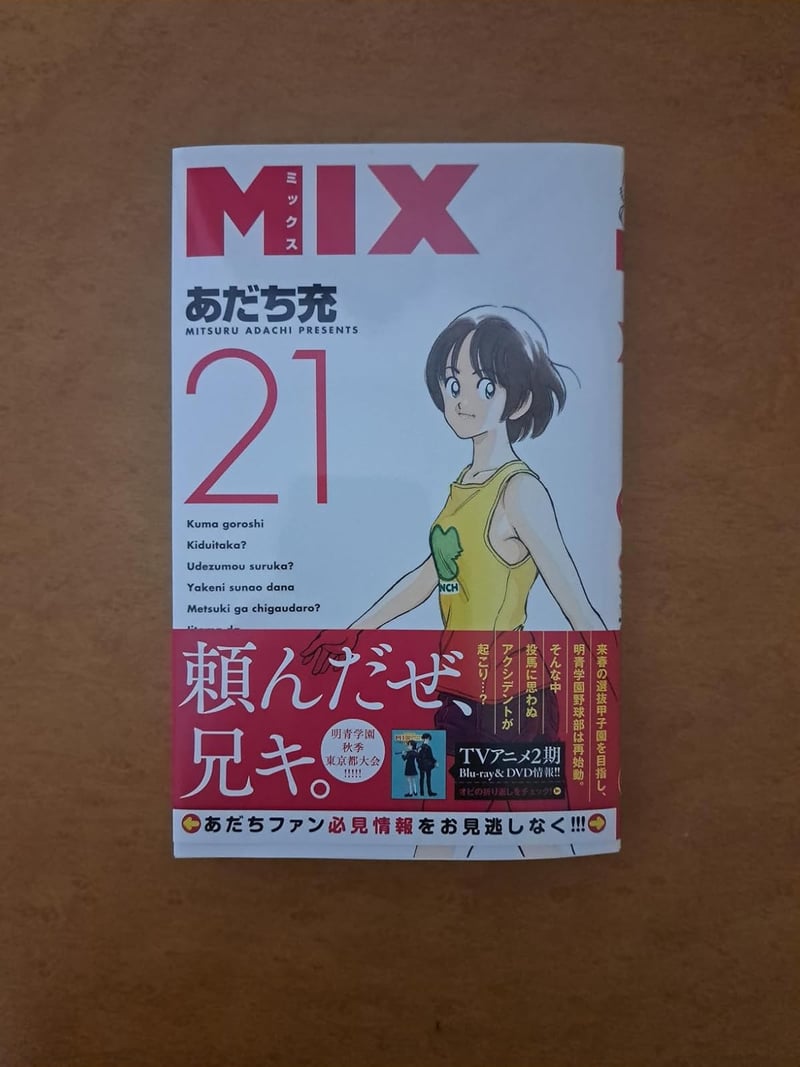 MIX
ミックス
あだち充
MITSURU ADACHI PRESENTS
21
Kuma goroshi
Kiduitaka?
Udezumou suruka?
Yakeni sunao dana
Metsuki ga chigaudaro?
NCH
頼んだぜ、
兄キ。
来春の選抜甲子園を目指し、
明青学園野球部は再始動。
そんな中
投馬に思わぬ
アクシデントが
起こり…?
明青学園
秋季
東京都大会
!!!!!
TVアニメ2期
Blu-ray& DVD情報!!
オビの折り返しをチェック!
あだちファン必見情報をお見逃しなく!!!